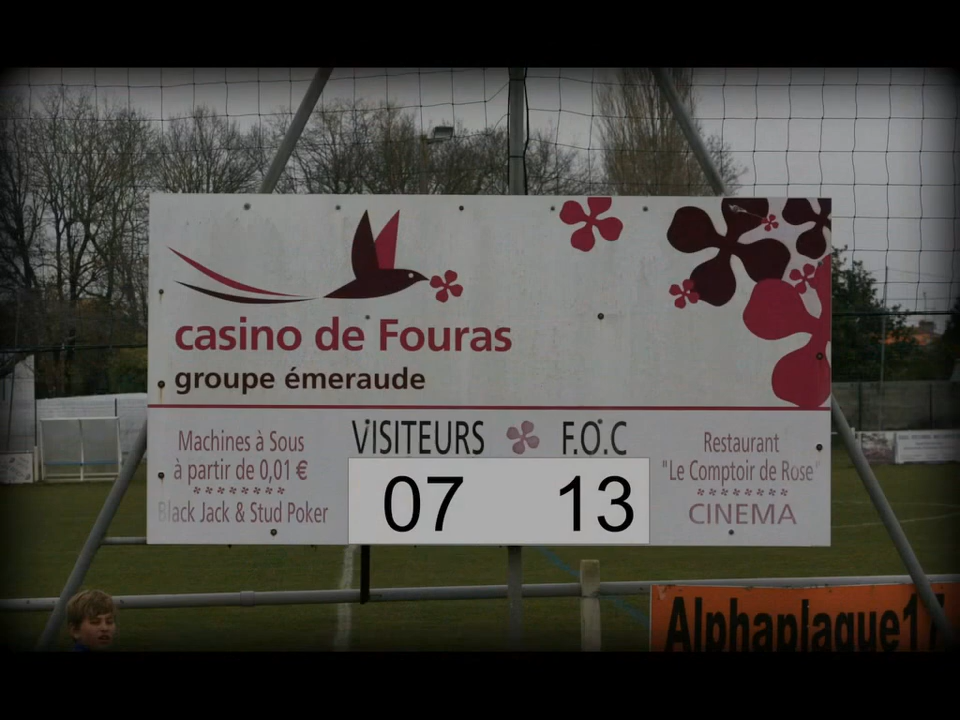 casino de Fouras
groupe émeraude
VISITEURS F.O.C
07 13
Machines à Sous
à partir de 0,01 €
Black Jack & Stud Poker
Restaurant
"Le Comptoir de Rose"
CINEMA
Alphaplaque17